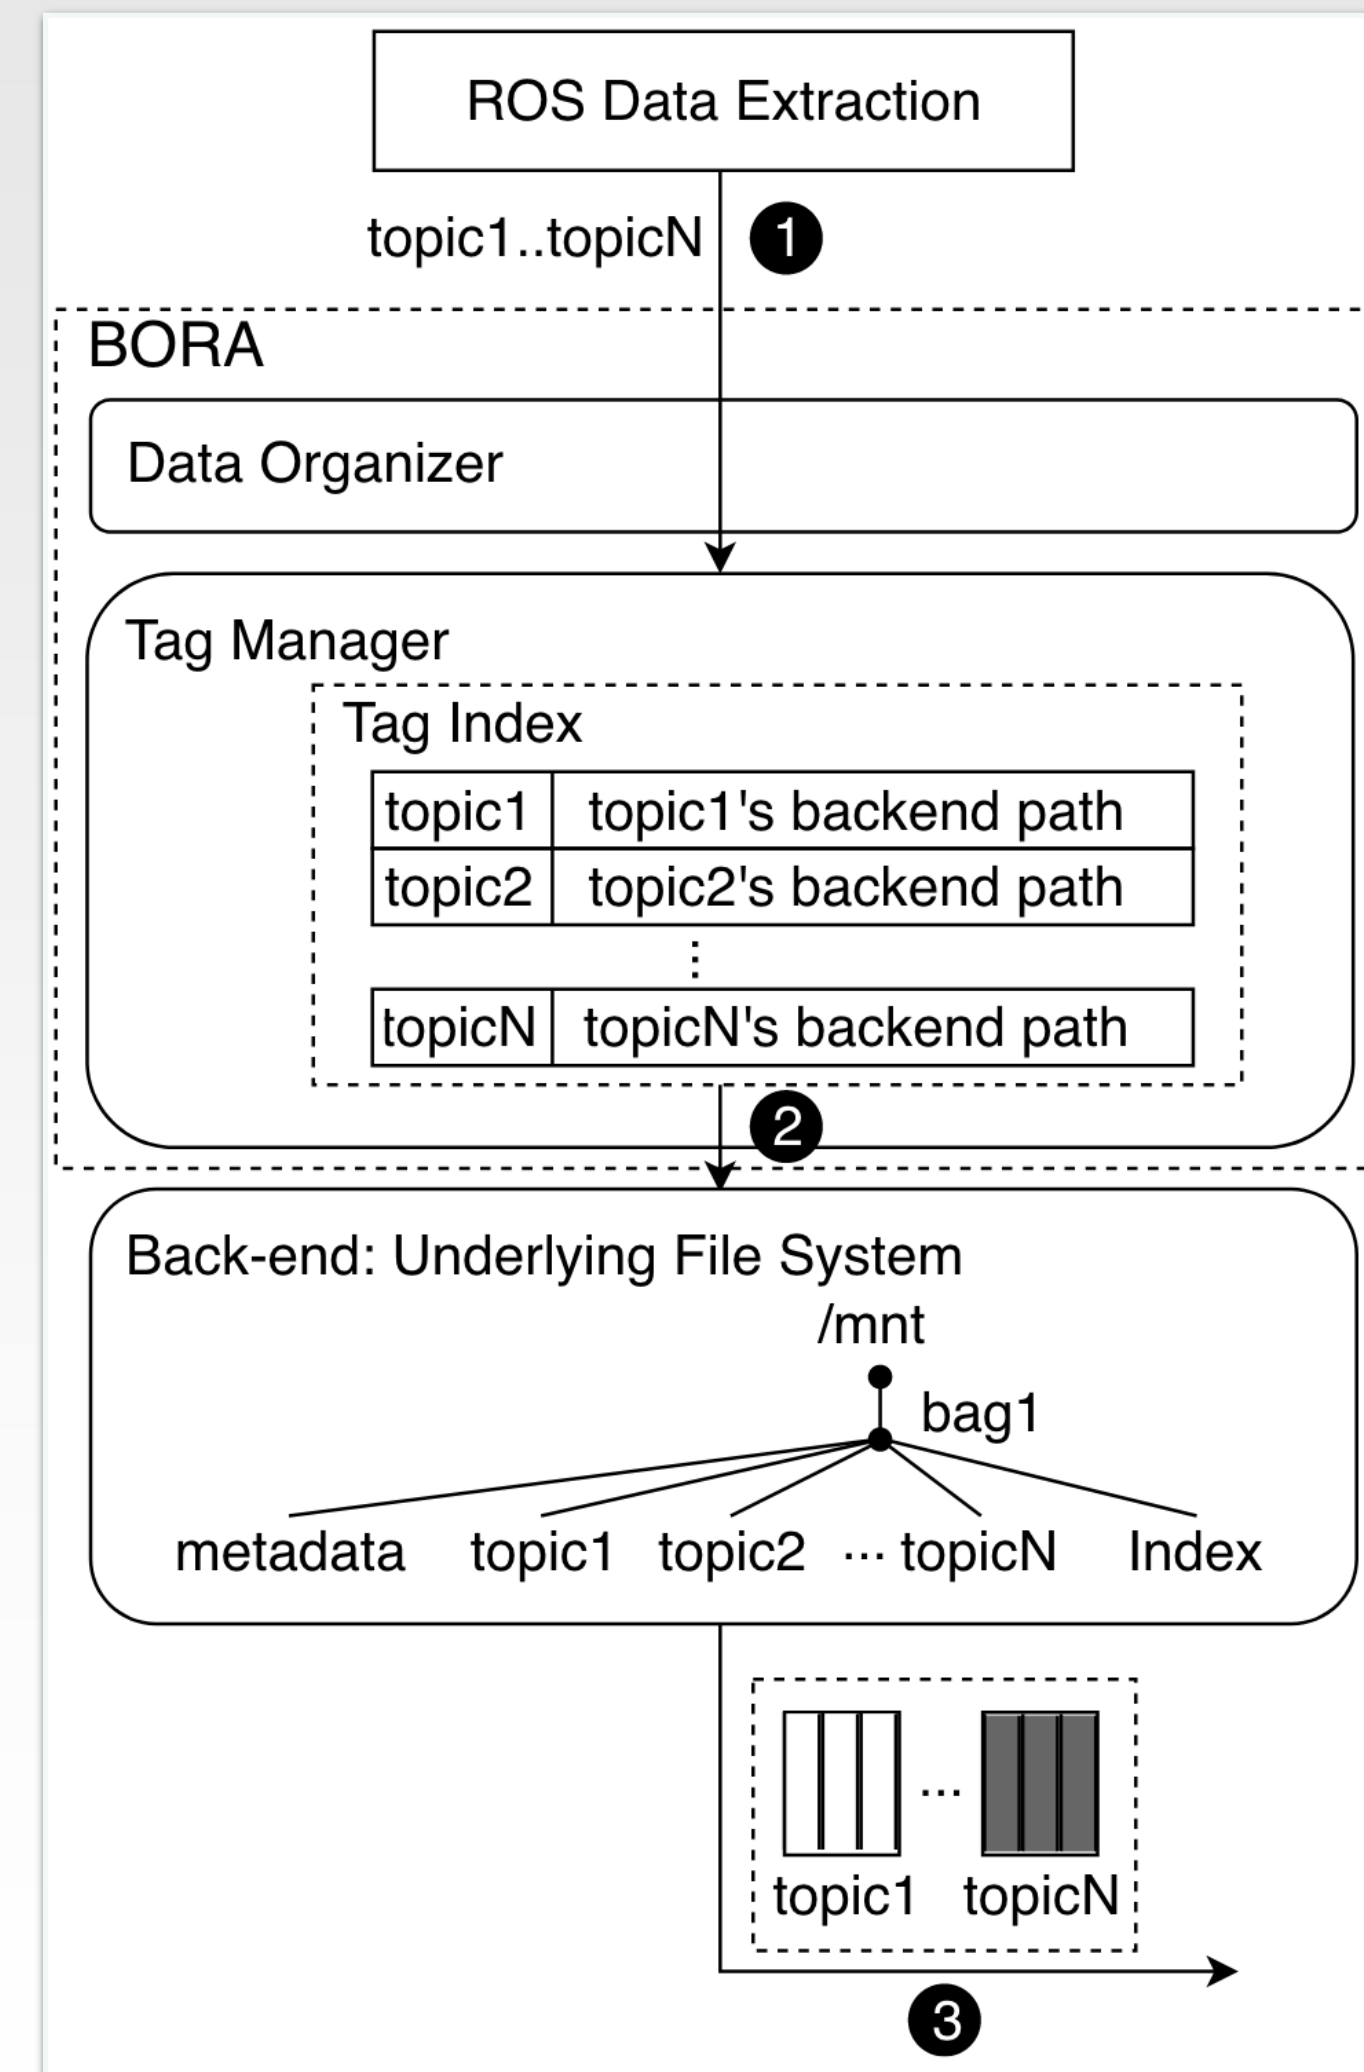 ROS Data Extraction
topic1..topicN
1
BORA
Data Organizer
Tag Manager
Tag Index
topic1 topic1's backend path
topic2 topic2's backend path
⋮
topicN topicN's backend path
2
Back-end: Underlying File System
/mnt
bag1
metadata topic1 topic2 ... topicN Index
...
topic1 topicN
3